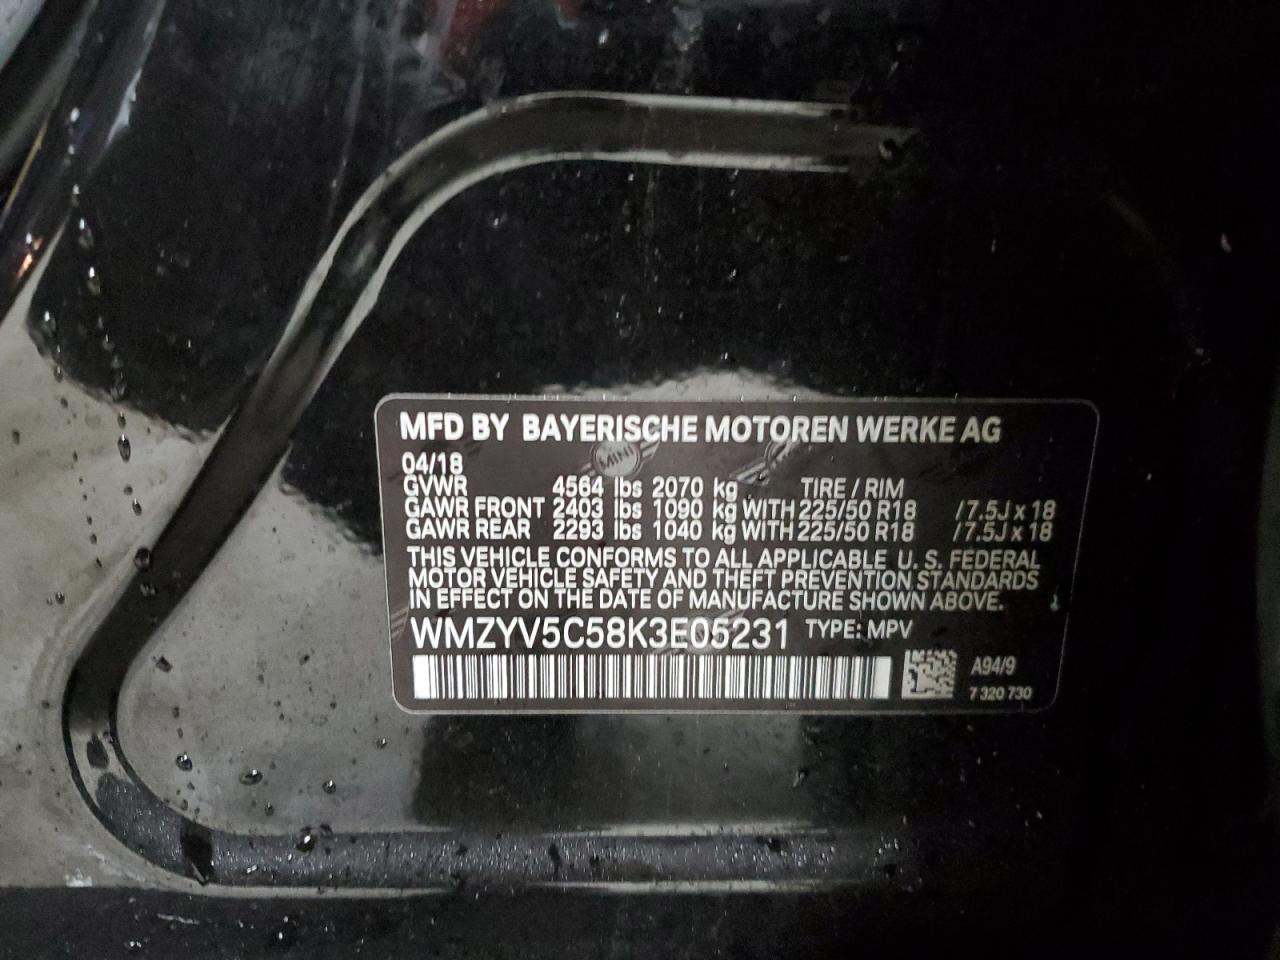 MFD BY BAYERISCHE MOTOREN WERKE AG
MINI
04/18
GVWR 4564 lbs 2070 kg TIRE / RIM
GAWR FRONT 2403 lbs 1090 kg WITH 225/50 R18 /7.5J x 18
GAWR REAR 2293 lbs 1040 kg WITH 225/50 R18 /7.5J x 18
THIS VEHICLE CONFORMS TO ALL APPLICABLE U. S. FEDERAL
MOTOR VEHICLE SAFETY AND THEFT PREVENTION STANDARDS
IN EFFECT ON THE DATE OF MANUFACTURE SHOWN ABOVE.
WMZYV5C58K3E05231 TYPE: MPV
A94/9
7 320 730